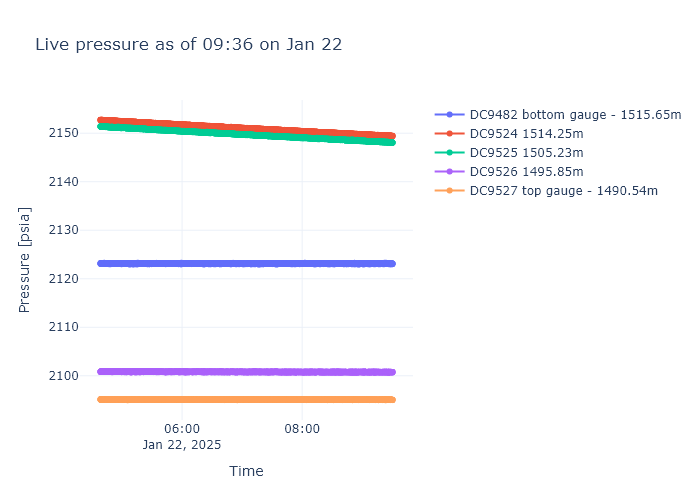 Live pressure as of 09:36 on Jan 22
DC9482 bottom gauge - 1515.65m
DC9524 1514.25m
DC9525 1505.23m
DC9526 1495.85m
DC9527 top gauge - 1490.54m
Pressure [psia]
2150
2140
2130
2120
2110
2100
06:00
Jan 22, 2025
08:00
Time